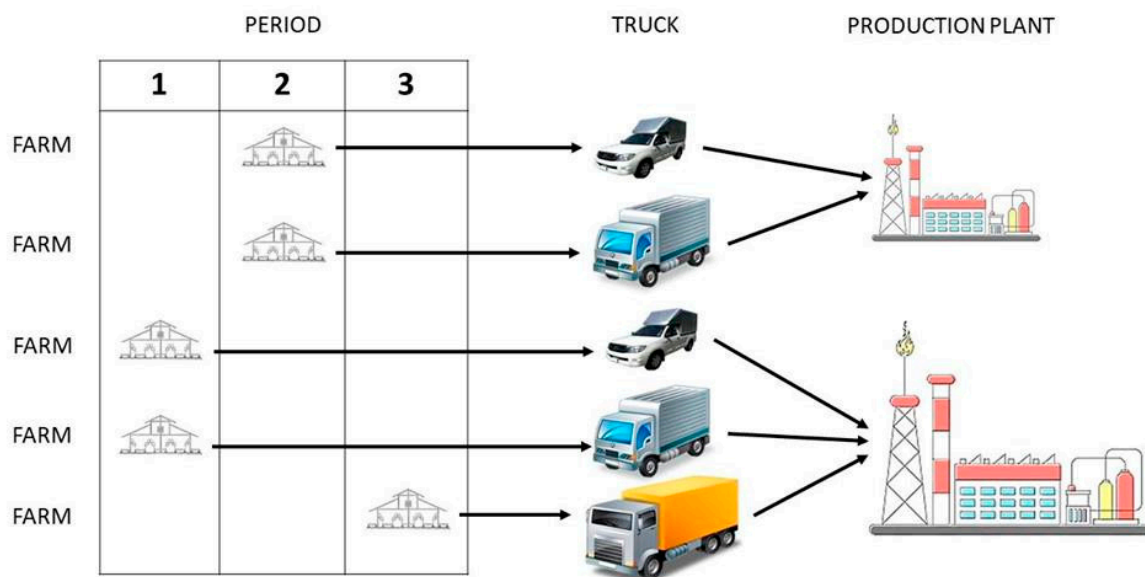 PERIOD TRUCK PRODUCTION PLANT
1 2 3
FARM
FARM
FARM
FARM
FARM